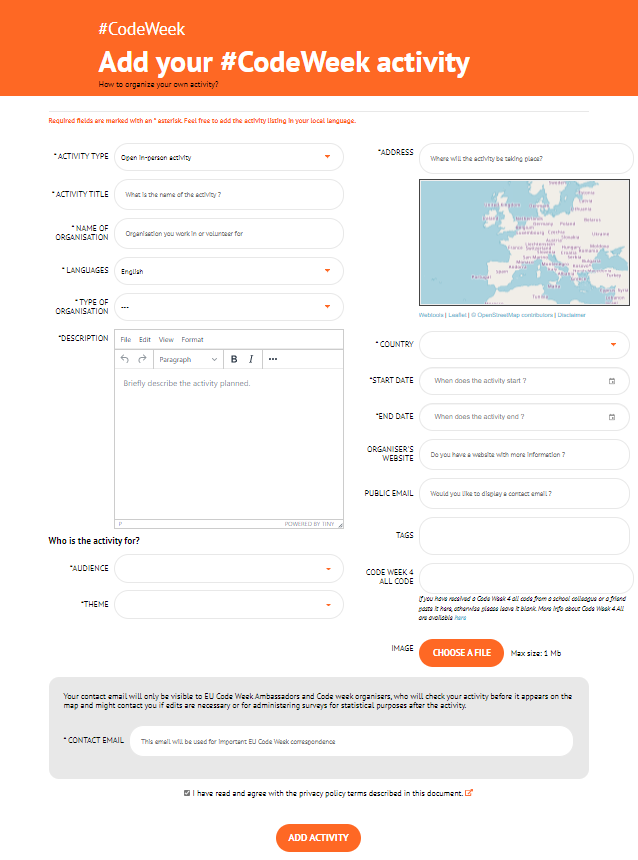 #CodeWeek
Add your #CodeWeek activity
How to organize your own activity?
Required fields are marked with an * asterisk. Feel free to add the activity listing in your local language.
* ACTIVITY TYPE
Open in-person activity
* ACTIVITY TITLE
What is the name of the activity ?
* NAME OF
ORGANISATION
Organisation you work in or volunteer for
* LANGUAGES
English
* TYPE OF
ORGANISATION
---
*DESCRIPTION
File Edit View Format
Paragraph B I ...
Briefly describe the activity planned.
P
POWERED BY TINY
Who is the activity for?
*AUDIENCE
*THEME
*ADDRESS
Where will the activity be taking place?
Webtools | Leaflet | © OpenStreetMap contributors | Disclaimer
* COUNTRY
*START DATE
When does the activity start ?
*END DATE
When does the activity end ?
ORGANISER'S
WEBSITE
Do you have a website with more information ?
PUBLIC EMAIL
Would you like to display a contact email ?
TAGS
CODE WEEK 4
ALL CODE
If you have received a Code Week 4 all code from a school colleague or a friend
paste it here, otherwise please leave it blank. More info about Code Week 4 All
are available here
IMAGE
CHOOSE A FILE
Max size: 1 Mb
Your contact email will only be visible to EU Code Week Ambassadors and Code week organisers, who will check your activity before it appears on the
map and might contact you if edits are necessary or for administering surveys for statistical purposes after the activity.
* CONTACT EMAIL
This email will be used for important EU Code Week correspondence
I have read and agree with the privacy policy terms described in this document.
ADD ACTIVITY